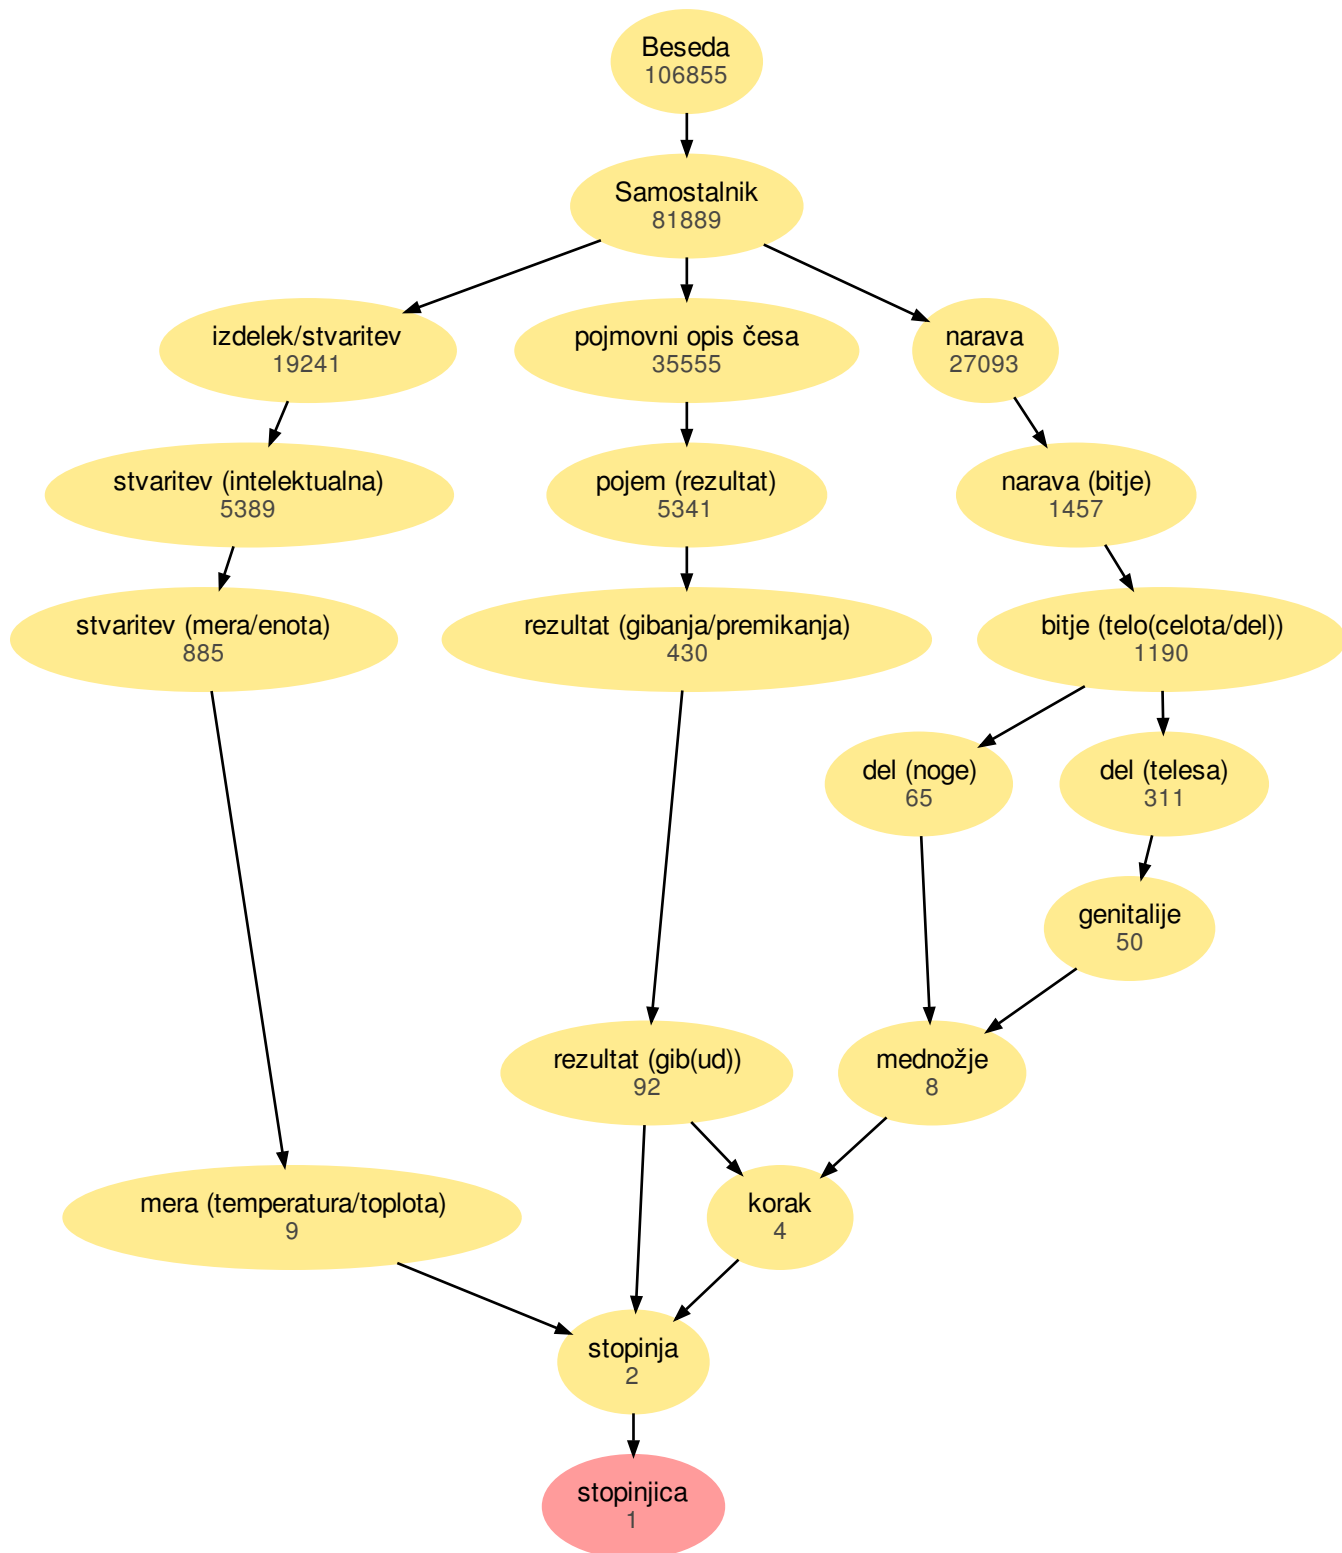 Beseda
106855
Samostalnik
81889
izdelek/stvaritev
19241
pojmovni opis česa
35555
narava
27093
stvaritev (intelektualna)
5389
pojem (rezultat)
5341
narava (bitje)
1457
stvaritev (mera/enota)
885
rezultat (gibanja/premikanja)
430
bitje (telo(celota/del))
1190
del (noge)
65
del (telesa)
311
genitalije
50
rezultat (gib(ud))
92
mednožje
8
mera (temperatura/toplota)
9
korak
4
stopinja
2
stopinjica
1